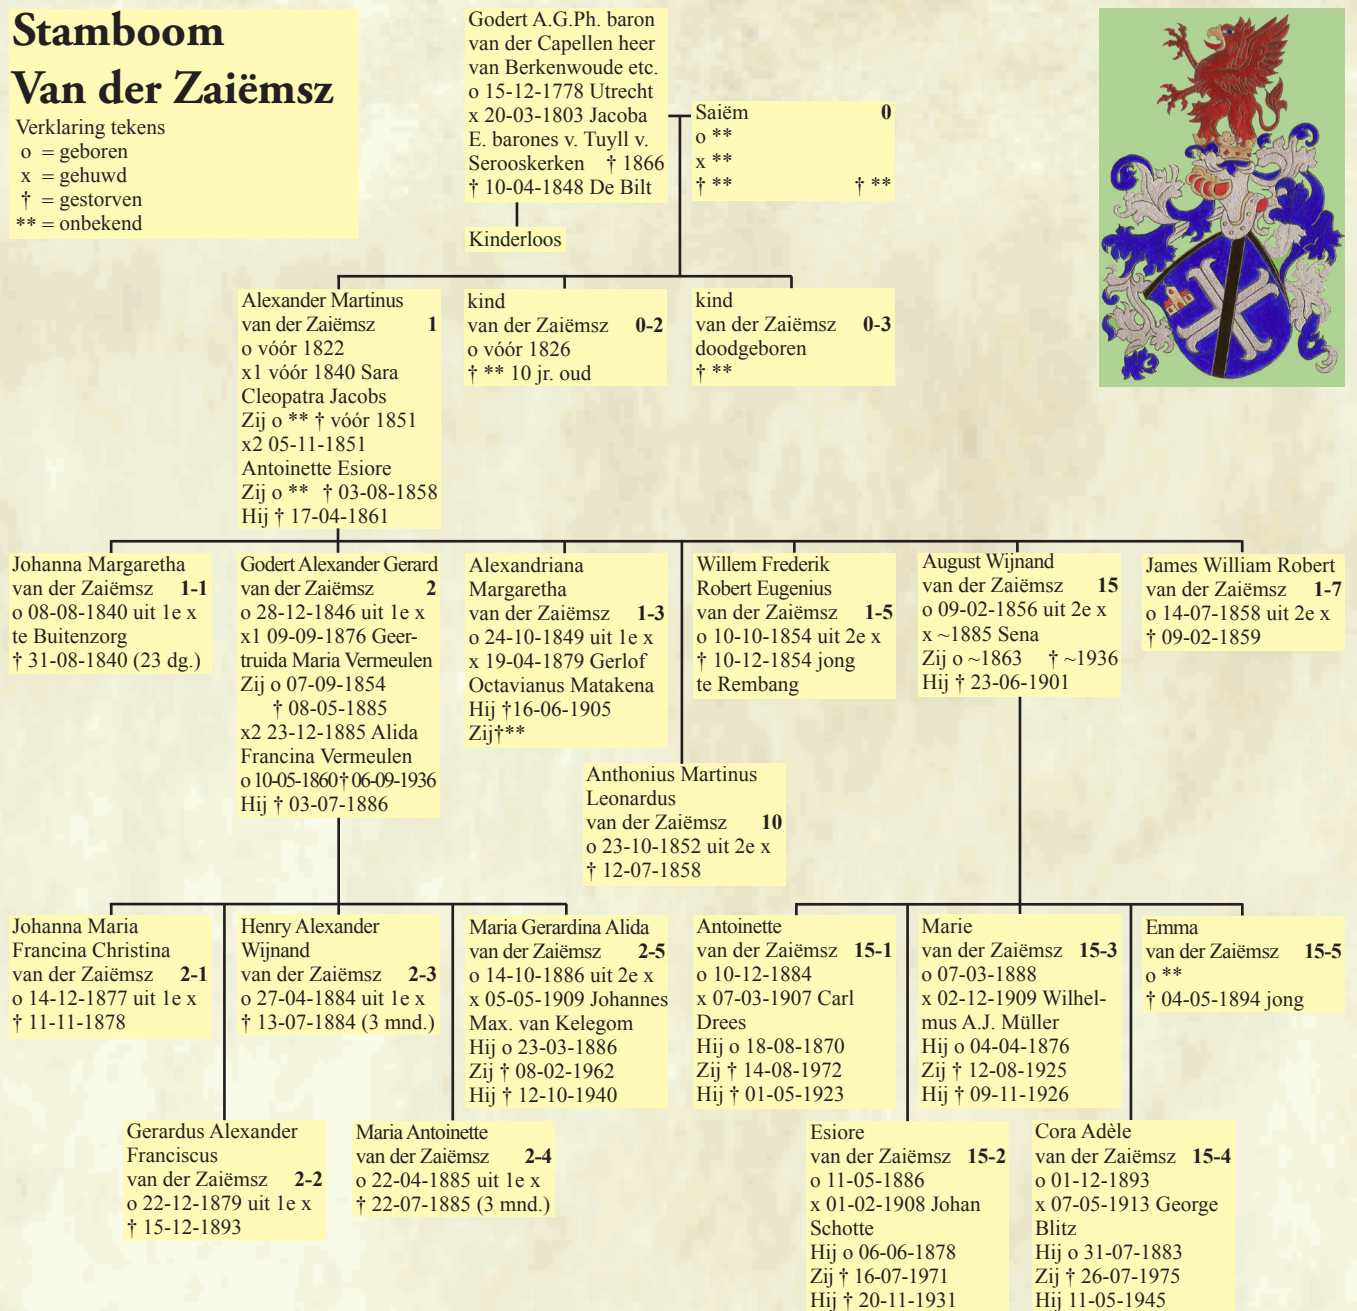 Stamboom
Van der Zaiëmsz
Verklaring tekens
o = geboren
x = gehuwd
† = gestorven
** = onbekend
Godert A.G.Ph. baron
van der Capellen heer
van Berkenwoude etc.
o 15-12-1778 Utrecht
x 20-03-1803 Jacoba
E. barones v. Tuyll v.
Serooskerken † 1866
† 10-04-1848 De Bilt
Kinderloos
Saiëm 0
o **
x **
† ** † **
Alexander Martinus
van der Zaiëmsz 1
o vóór 1822
x1 vóór 1840 Sara
Cleopatra Jacobs
Zij o ** † vóór 1851
x2 05-11-1851
Antoinette Esiore
Zij o ** † 03-08-1858
Hij † 17-04-1861
kind
van der Zaiëmsz 0-2
o vóór 1826
† ** 10 jr. oud
kind
van der Zaiëmsz 0-3
doodgeboren
† **
Johanna Margaretha
van der Zaiëmsz 1-1
o 08-08-1840 uit 1e x
te Buitenzorg
† 31-08-1840 (23 dg.)
Godert Alexander Gerard
van der Zaiëmsz 2
o 28-12-1846 uit 1e x
x1 09-09-1876 Geer-
truida Maria Vermeulen
Zij o 07-09-1854
† 08-05-1885
x2 23-12-1885 Alida
Francina Vermeulen
o 10-05-1860 † 06-09-1936
Hij † 03-07-1886
Alexandriana
Margaretha
van der Zaiëmsz 1-3
o 24-10-1849 uit 1e x
x 19-04-1879 Gerlof
Octavianus Matakena
Hij †16-06-1905
Zij†**
Anthonius Martinus
Leonardus
van der Zaiëmsz 10
o 23-10-1852 uit 2e x
† 12-07-1858
Willem Frederik
Robert Eugenius
van der Zaiëmsz 1-5
o 10-10-1854 uit 2e x
† 10-12-1854 jong
te Rembang
August Wijnand
van der Zaiëmsz 15
o 09-02-1856 uit 2e x
x ~1885 Sena
Zij o ~1863 † ~1936
Hij † 23-06-1901
James William Robert
van der Zaiëmsz 1-7
o 14-07-1858 uit 2e x
† 09-02-1859
Johanna Maria
Francina Christina
van der Zaiëmsz 2-1
o 14-12-1877 uit 1e x
† 11-11-1878
Gerardus Alexander
Franciscus
van der Zaiëmsz 2-2
o 22-12-1879 uit 1e x
† 15-12-1893
Henry Alexander
Wijnand
van der Zaiëmsz 2-3
o 27-04-1884 uit 1e x
† 13-07-1884 (3 mnd.)
Maria Antoinette
van der Zaiëmsz 2-4
o 22-04-1885 uit 1e x
† 22-07-1885 (3 mnd.)
Maria Gerardina Alida
van der Zaiëmsz 2-5
o 14-10-1886 uit 2e x
x 05-05-1909 Johannes
Max. van Kelegom
Hij o 23-03-1886
Zij † 08-02-1962
Hij † 12-10-1940
Antoinette
van der Zaiëmsz 15-1
o 10-12-1884
x 07-03-1907 Carl
Drees
Hij o 18-08-1870
Zij † 14-08-1972
Hij † 01-05-1923
Esiore
van der Zaiëmsz 15-2
o 11-05-1886
x 01-02-1908 Johan
Schotte
Hij o 06-06-1878
Zij † 16-07-1971
Hij † 20-11-1931
Marie
van der Zaiëmsz 15-3
o 07-03-1888
x 02-12-1909 Wilhel-
mus A.J. Müller
Hij o 04-04-1876
Zij † 12-08-1925
Hij † 09-11-1926
Cora Adèle
van der Zaiëmsz 15-4
o 01-12-1893
x 07-05-1913 George
Blitz
Hij o 31-07-1883
Zij † 26-07-1975
Hij 11-05-1945
Emma
van der Zaiëmsz 15-5
o **
† 04-05-1894 jong